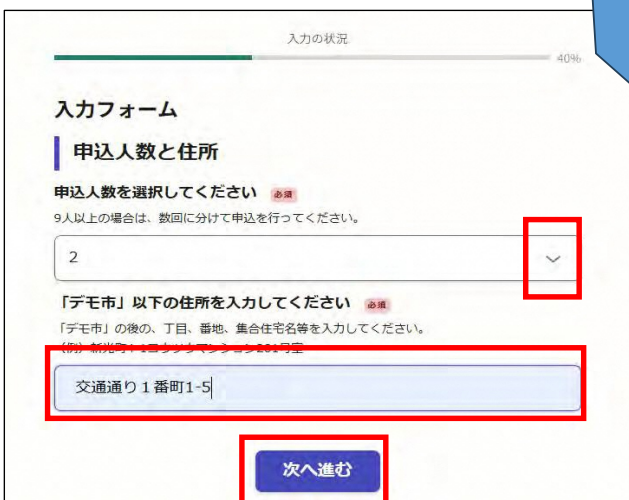 入力の状況
40%
入力フォーム
申込人数と住所
申込人数を選択してください 必須
9人以上の場合は、数回に分けて申込を行ってください。
2
「デモ市」以下の住所を入力してください 必須
「デモ市」の後の、丁目、番地、集合住宅名等を入力してください。
交通通り１番町1-5
次へ進む